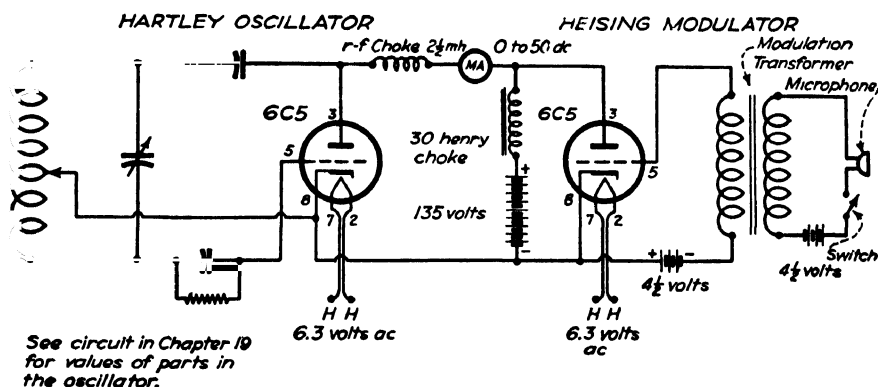 HARTLEY OSCILLATOR
HEISING MODULATOR
r-f Choke 2½mh
0 to 50 dc
MA
Modulation
Transformer
Microphone
6C5
3
5
8
7 2
30 henry
choke
135 volts
+
-
6C5
3
5
8
7 2
+ -
4½ volts
Switch
4½ volts
H H
6.3 volts ac
H H
6.3 volts
ac
See circuit in Chapter 19
for values of parts in
the oscillator.